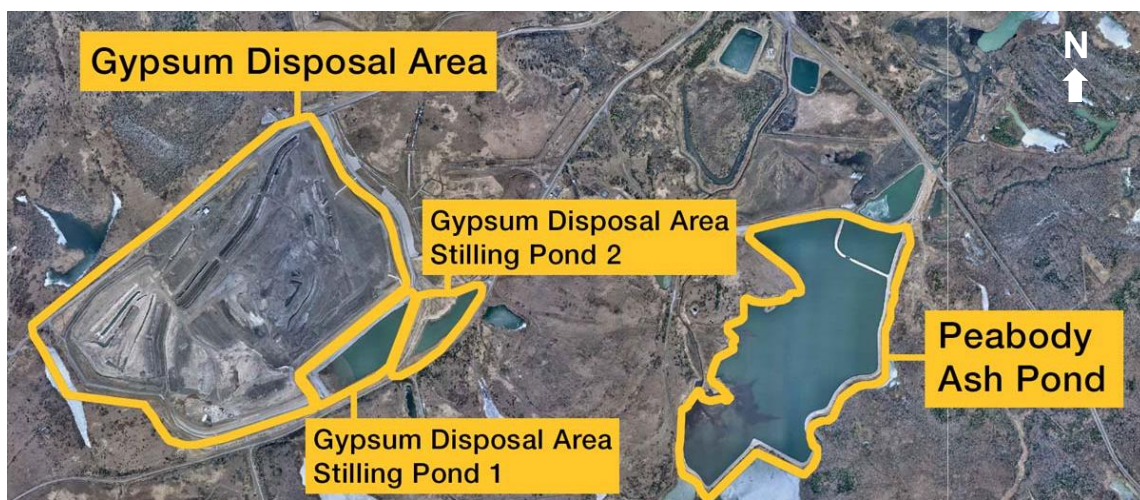 Gypsum Disposal Area
N
Gypsum Disposal Area
Stilling Pond 2
Peabody
Ash Pond
Gypsum Disposal Area
Stilling Pond 1